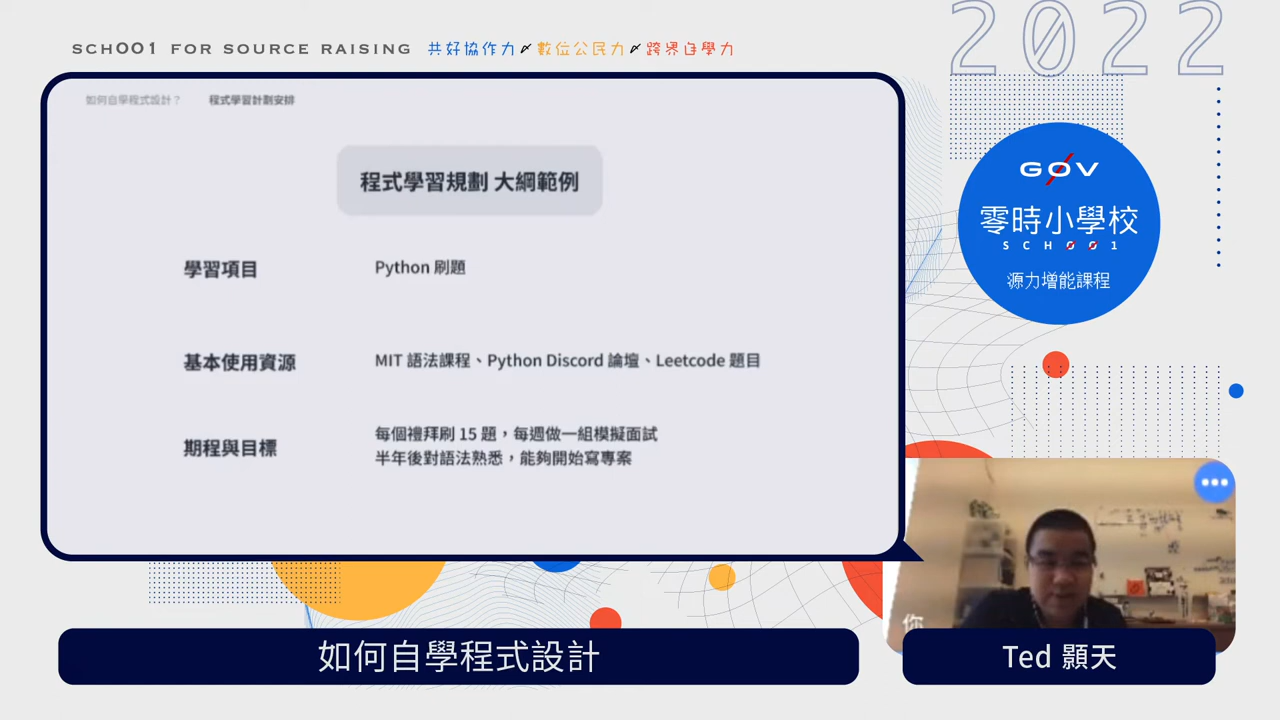 SCH001 FOR SOURCE RAISING 共好協作力 數位公民力 跨界自學力
2022
如何自學程式設計？ 程式學習計劃安排
程式學習規劃 大綱範例
學習項目 Python 刷題
基本使用資源 MIT 語法課程、Python Discord 論壇、Leetcode 題目
期程與目標 每個禮拜刷 15 題，每週做一組模擬面試
半年後對語法熟悉，能夠開始寫專案
G0V
零時小學校
SCH001
源力增能課程
你
如何自學程式設計
Ted 顥天